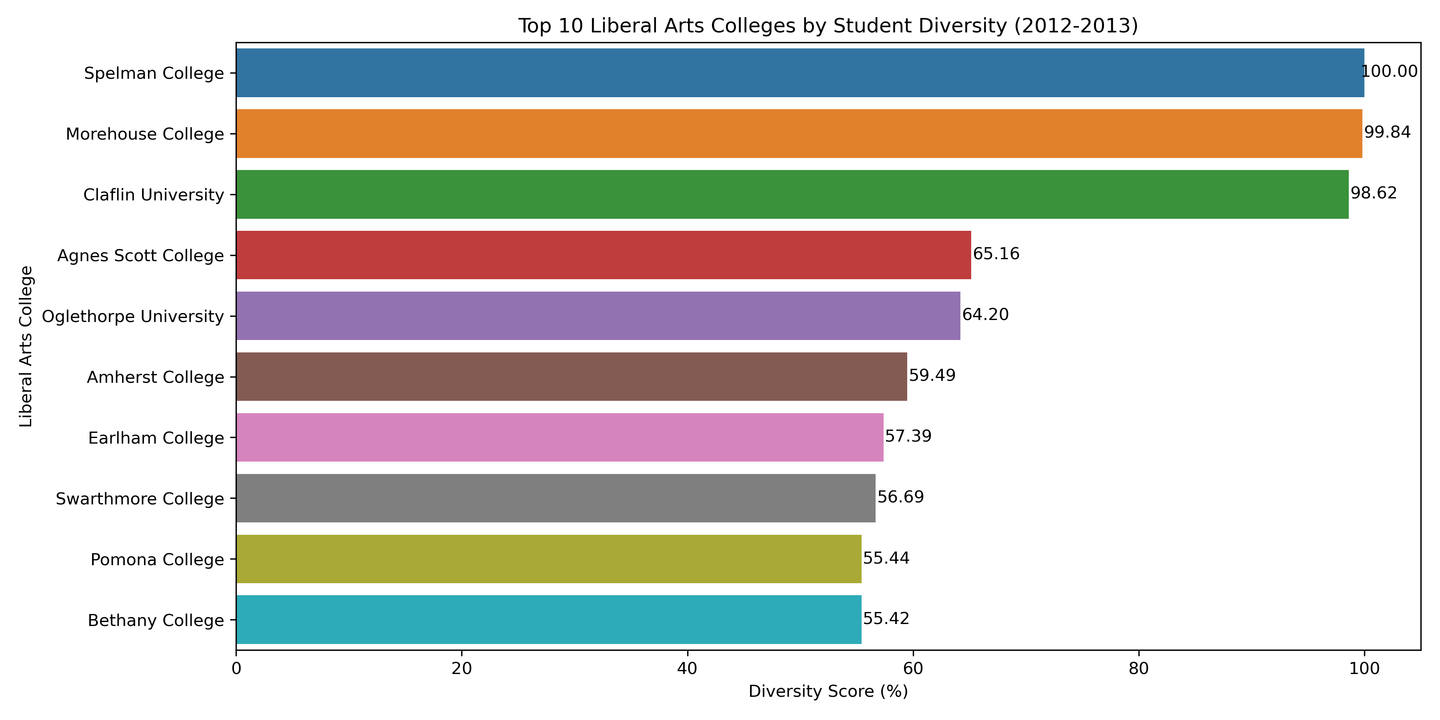 Top 10 Liberal Arts Colleges by Student Diversity (2012-2013)
Liberal Arts College
Spelman College 100.00
Morehouse College 99.84
Claflin University 98.62
Agnes Scott College 65.16
Oglethorpe University 64.20
Amherst College 59.49
Earlham College 57.39
Swarthmore College 56.69
Pomona College 55.44
Bethany College 55.42
0 20 40 60 80 100
Diversity Score (%)